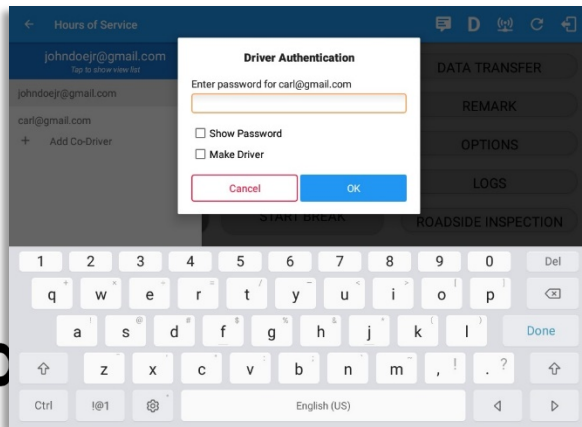 Hours of Service
D
johndoejr@gmail.com
Tap to show view list
johndoejr@gmail.com
carl@gmail.com
+ Add Co-Driver
Driver Authentication
Enter password for carl@gmail.com
Show Password
Make Driver
Cancel OK
START BREAK
DATA TRANSFER
REMARK
OPTIONS
LOGS
ROADSIDE INSPECTION
1 2 3 4 5 6 7 8 9 0 Del
q w e r t y u i o p
a s d f g h j k l Done
z x c v b n m , ! . ?
Ctrl !@1 English (US)